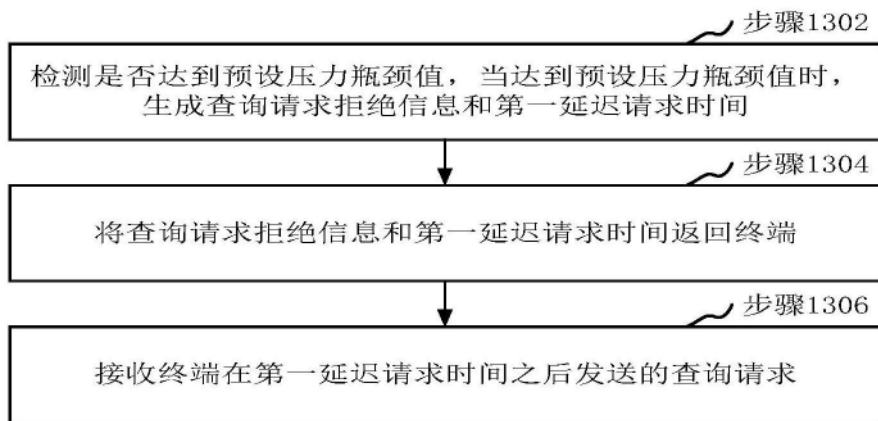 步骤1302
检测是否达到预设压力瓶颈值，当达到预设压力瓶颈值时，
生成查询请求拒绝信息和第一延迟请求时间
步骤1304
将查询请求拒绝信息和第一延迟请求时间返回终端
步骤1306
接收终端在第一延迟请求时间之后发送的查询请求